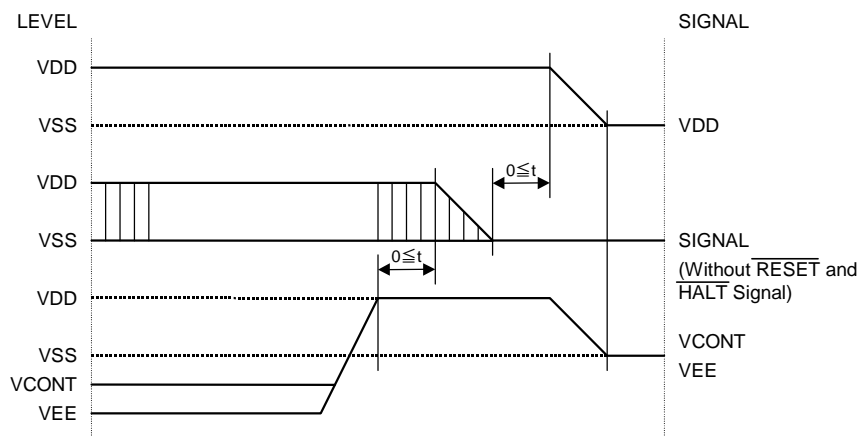 LEVEL SIGNAL
VDD
VSS VDD
0≦t
VDD
VSS SIGNAL
(Without RESET and
HALT Signal)
0≦t
VDD
VSS VCONT
VCONT VEE
VEE